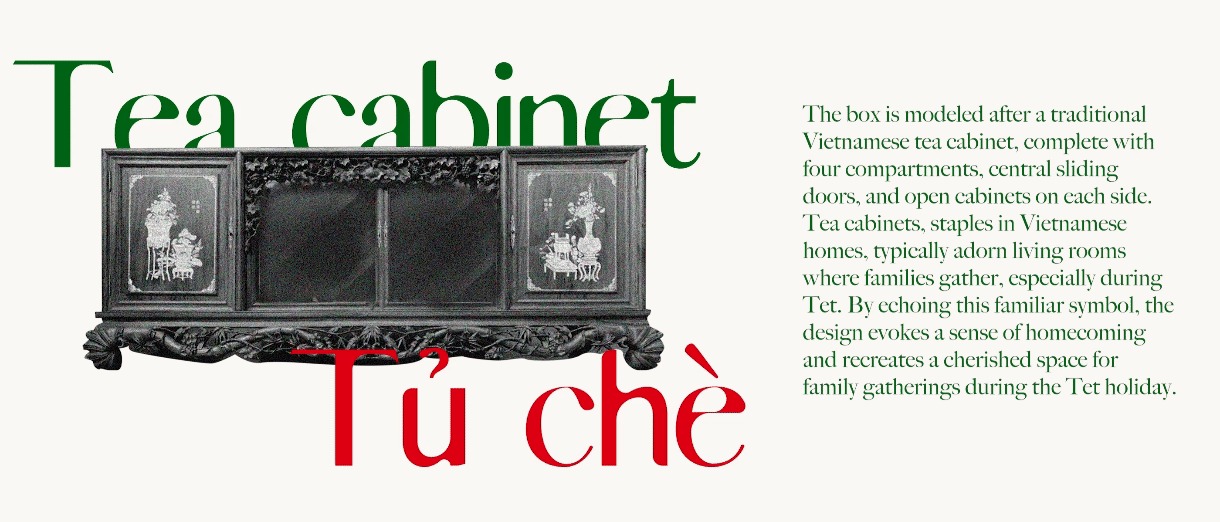 Tea cabinet
Tủ chè
The box is modeled after a traditional
Vietnamese tea cabinet, complete with
four compartments, central sliding
doors, and open cabinets on each side.
Tea cabinets, staples in Vietnamese
homes, typically adorn living rooms
where families gather, especially during
Tet. By echoing this familiar symbol, the
design evokes a sense of homecoming
and recreates a cherished space for
family gatherings during the Tet holiday.